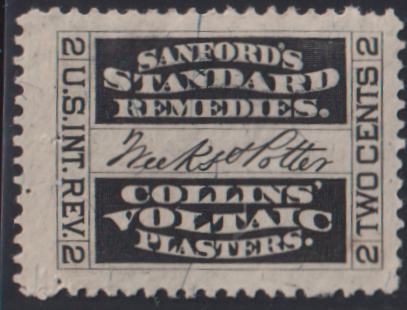 SANFORD'S
STANDARD
REMEDIES.
Weeks & Potter
COLLINS'
VOLTAIC
PLASTERS.
2 U.S. INT. REV. 2
2 TWO CENTS 2